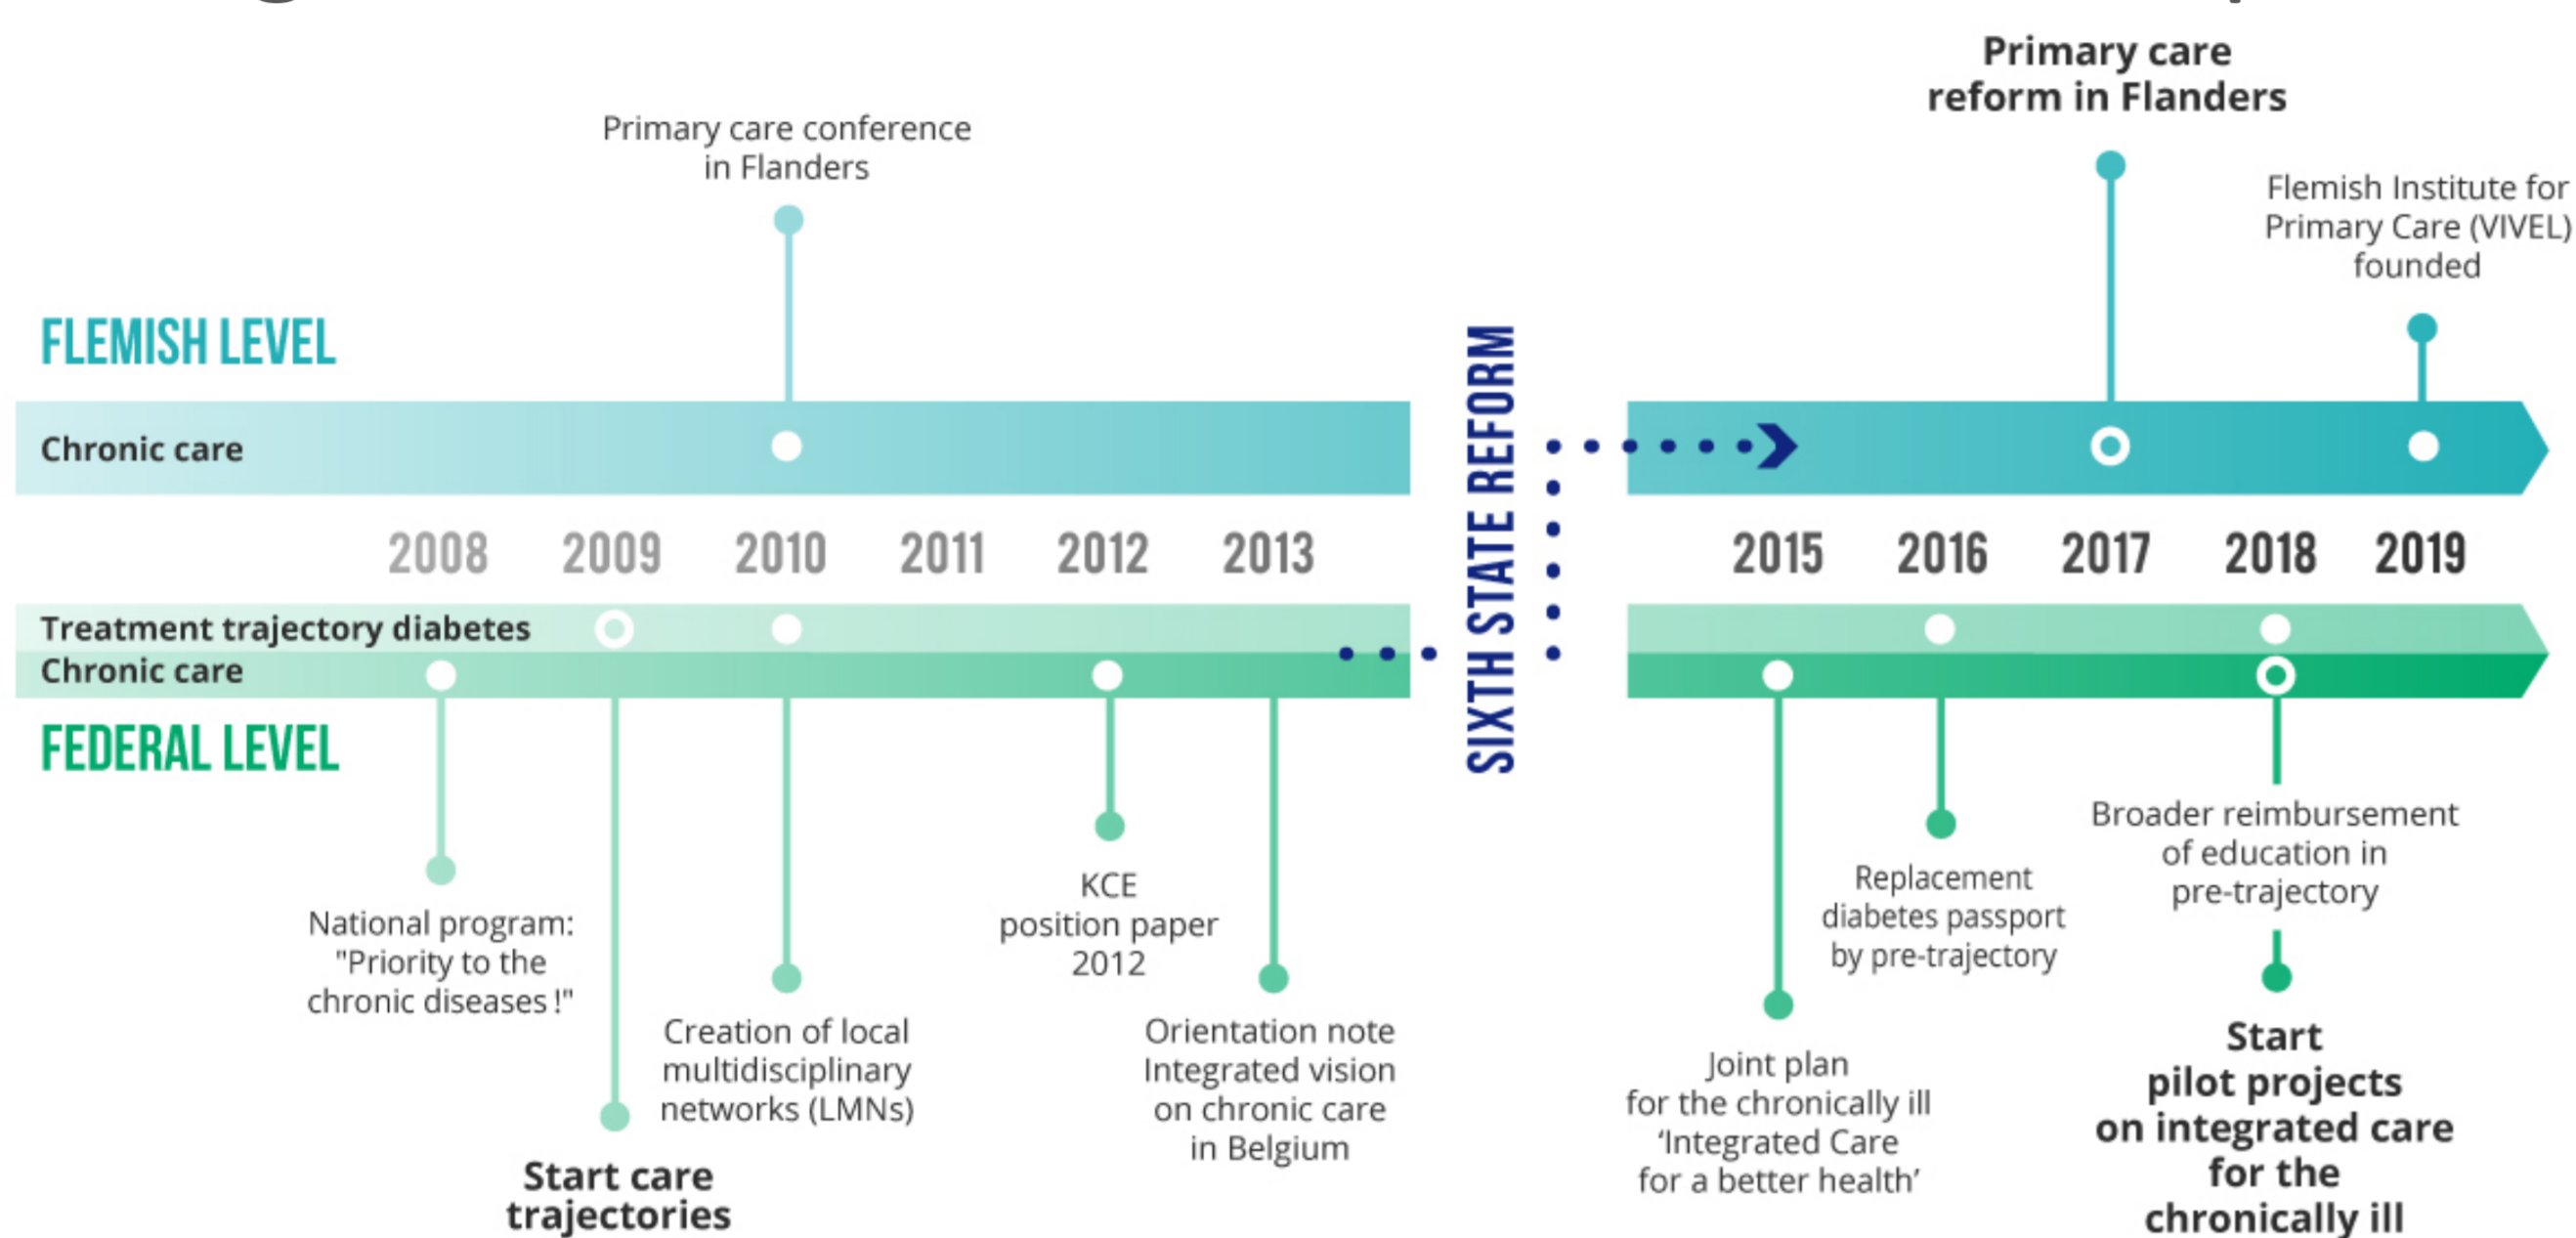 Primary care
reform in Flanders
Primary care conference
in Flanders
Flemish Institute for
Primary Care (VIVEL)
founded
FLEMISH LEVEL
SIXTH STATE REFORM
Chronic care
2008 2009 2010 2011 2012 2013 2015 2016 2017 2018 2019
Treatment trajectory diabetes
Chronic care
FEDERAL LEVEL
National program:
"Priority to the
chronic diseases !"
Start care
trajectories
Creation of local
multidisciplinary
networks (LMNs)
KCE
position paper
2012
Orientation note
Integrated vision
on chronic care
in Belgium
Joint plan
for the chronically ill
‘Integrated Care
for a better health’
Replacement
diabetes passport
by pre-trajectory
Broader reimbursement
of education in
pre-trajectory
Start
pilot projects
on integrated care
for the
chronically ill